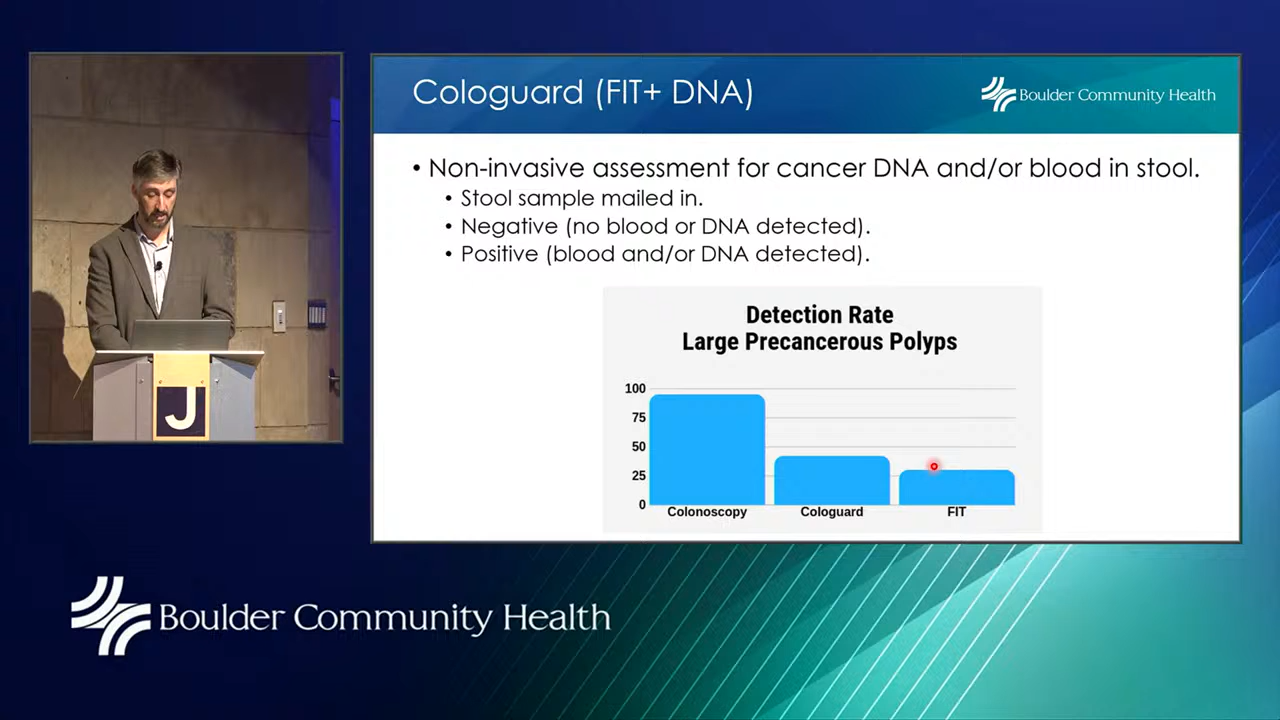 Cologuard (FIT+ DNA)
Boulder Community Health
• Non-invasive assessment for cancer DNA and/or blood in stool.
• Stool sample mailed in.
• Negative (no blood or DNA detected).
• Positive (blood and/or DNA detected).
Detection Rate
Large Precancerous Polyps
100
75
50
25
0
Colonoscopy
Cologuard
FIT
J
Boulder Community Health